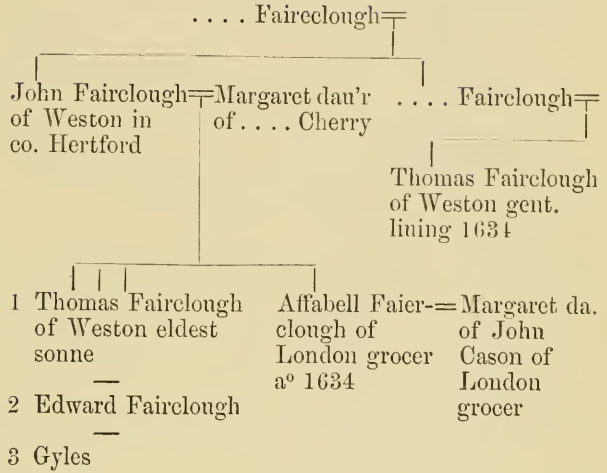 .... Faireclough
John Fairclough=Margaret dau'r
of Weston in of.... Cherry
co. Hertford
.... Fairclough=
Thomas Fairclough
of Weston gent.
lining 1634
1 Thomas Fairclough
of Weston eldest
sonne
2 Edward Fairclough
3 Gyles
Affabell Faier-=Margaret da.
clough of of John
London grocer Cason of
aº 1634 London
grocer